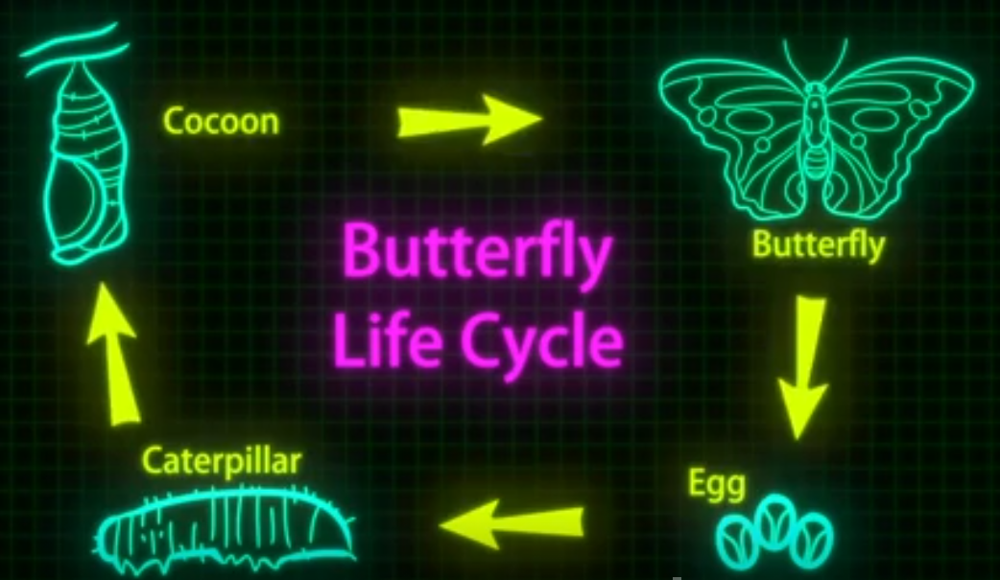 Cocoon
Butterfly
Life Cycle
Butterfly
Caterpillar
Egg